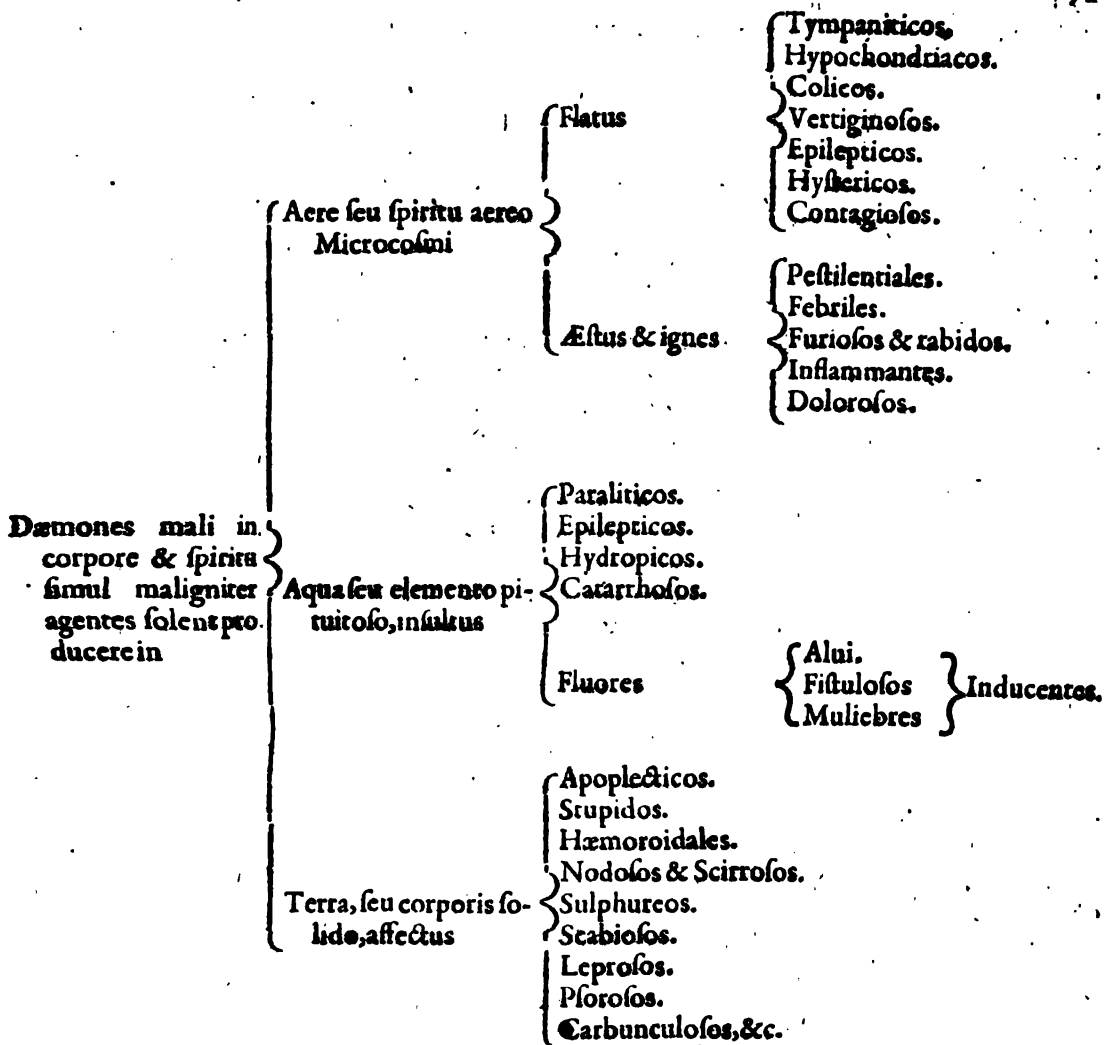 Dæmones mali in
corpore & ſpiritu
ſimul maligniter
agentes ſolent pro
ducere in
Aere ſeu ſpiritu aereo
Microcoſmi
Flatus
Tympaniticos.
Hypochondriacos.
Colicos.
Vertiginoſos.
Epilepticos.
Hyſtericos.
Contagioſos.
Æſtus & ignes
Peſtilentiales.
Febriles.
Furioſos & rabidos.
Inflammantes.
Doloroſos.
Aqua ſeu elemento pi-
tuitoſo, inſultus
Paraliticos.
Epilepticos.
Hydropicos.
Catarrhoſos.
Fluores
Alui.
Fiſtuloſos
Muliebres
Inducentes.
Terra, ſeu corporis ſo-
lido, affectus
Apoplecticos.
Stupidos.
Hæmoroidales.
Nodoſos & Scirroſos.
Sulphureos.
Scabioſos.
Leproſos.
Pſoroſos.
Carbunculoſos, &c.